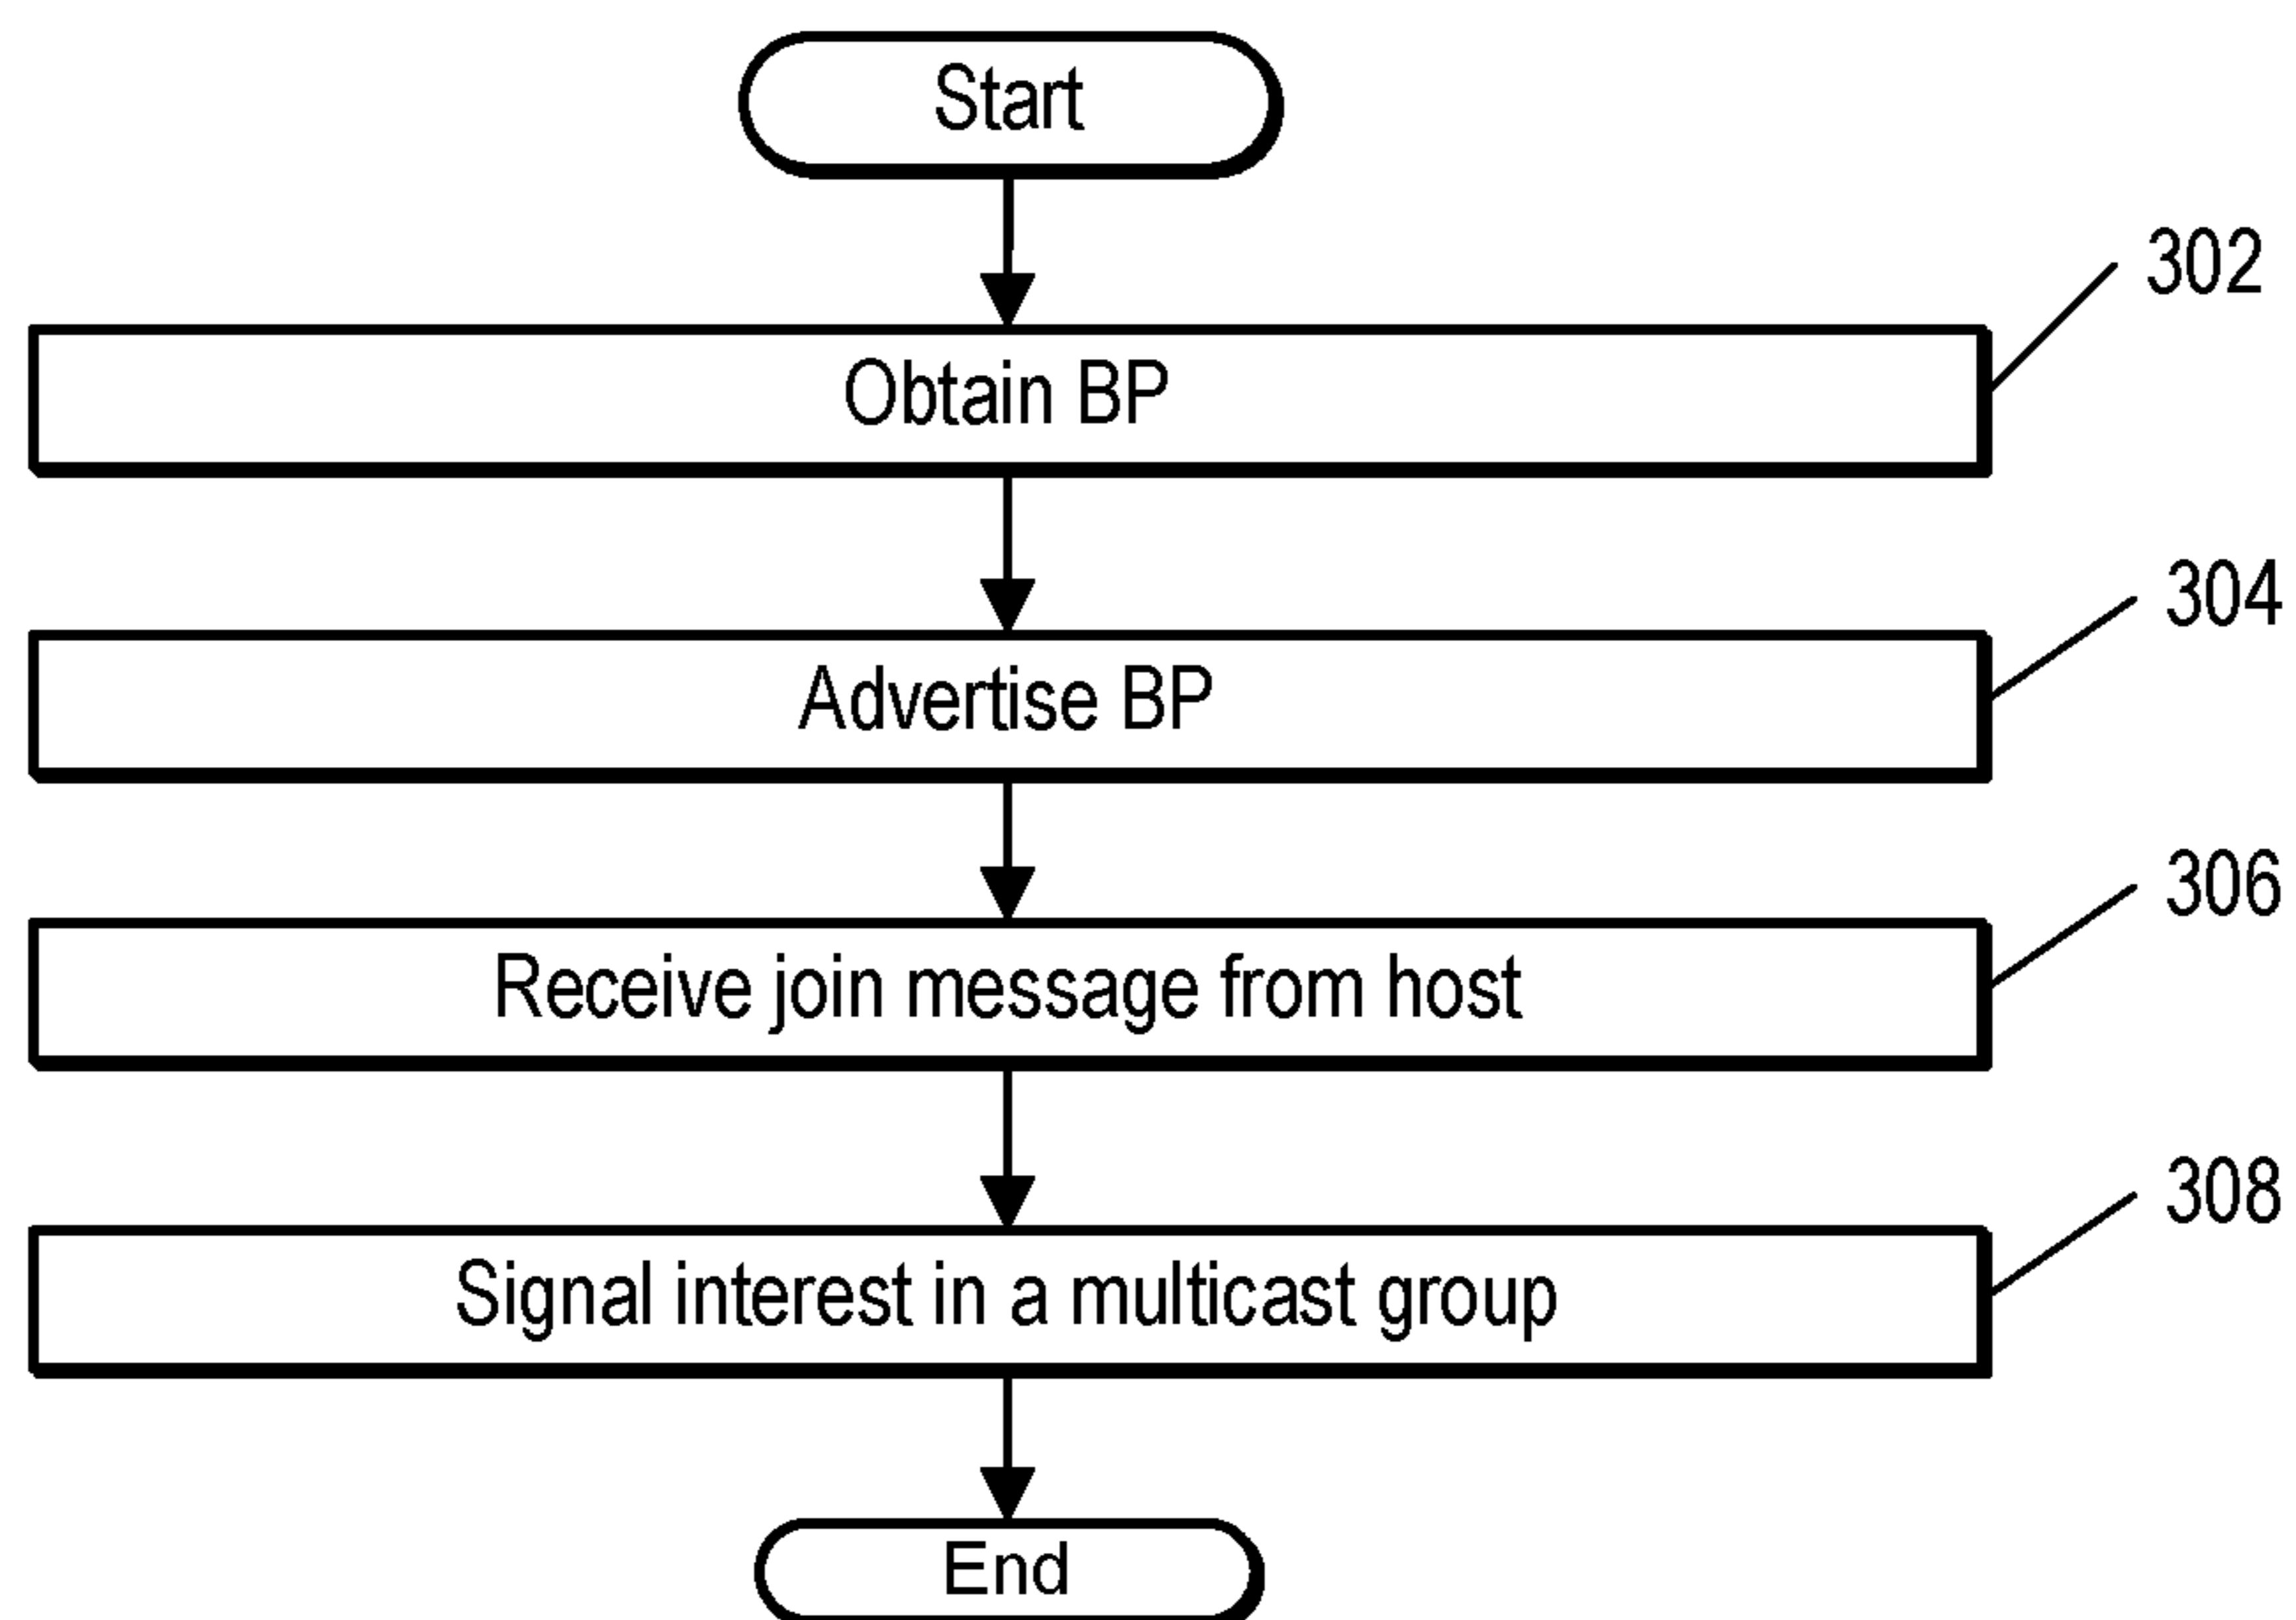 Start
302
Obtain BP
304
Advertise BP
306
Receive join message from host
308
Signal interest in a multicast group
End